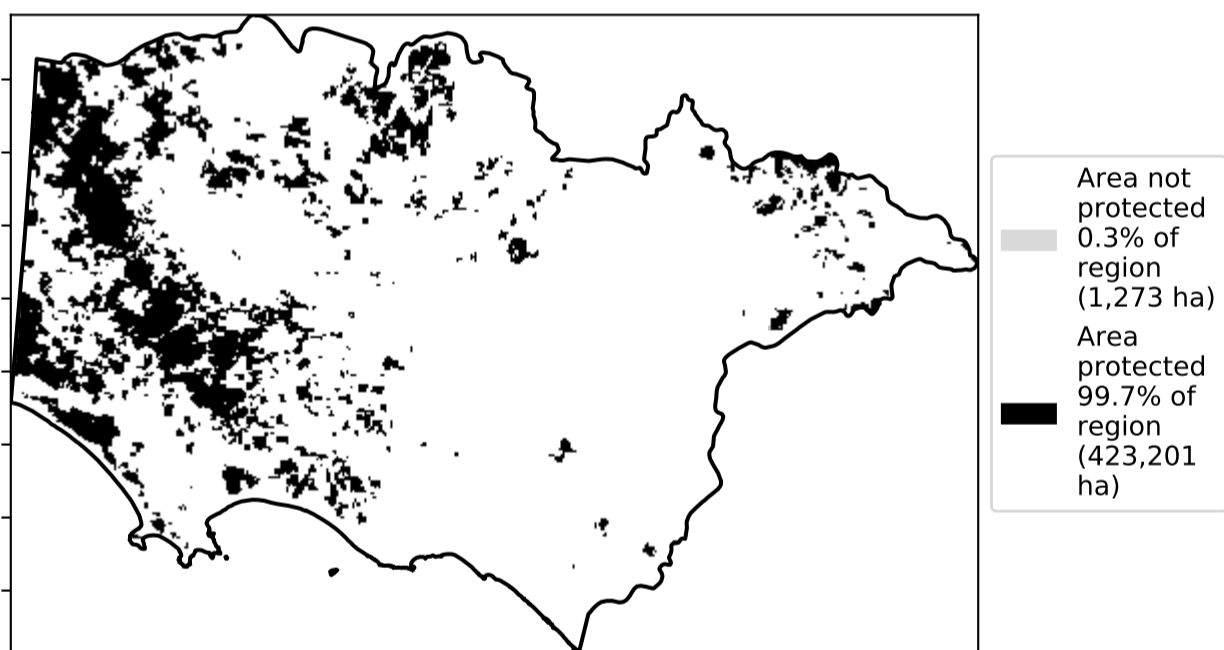 Area not
protected
0.3% of
region
(1,273 ha)
Area
protected
99.7% of
region
(423,201
ha)